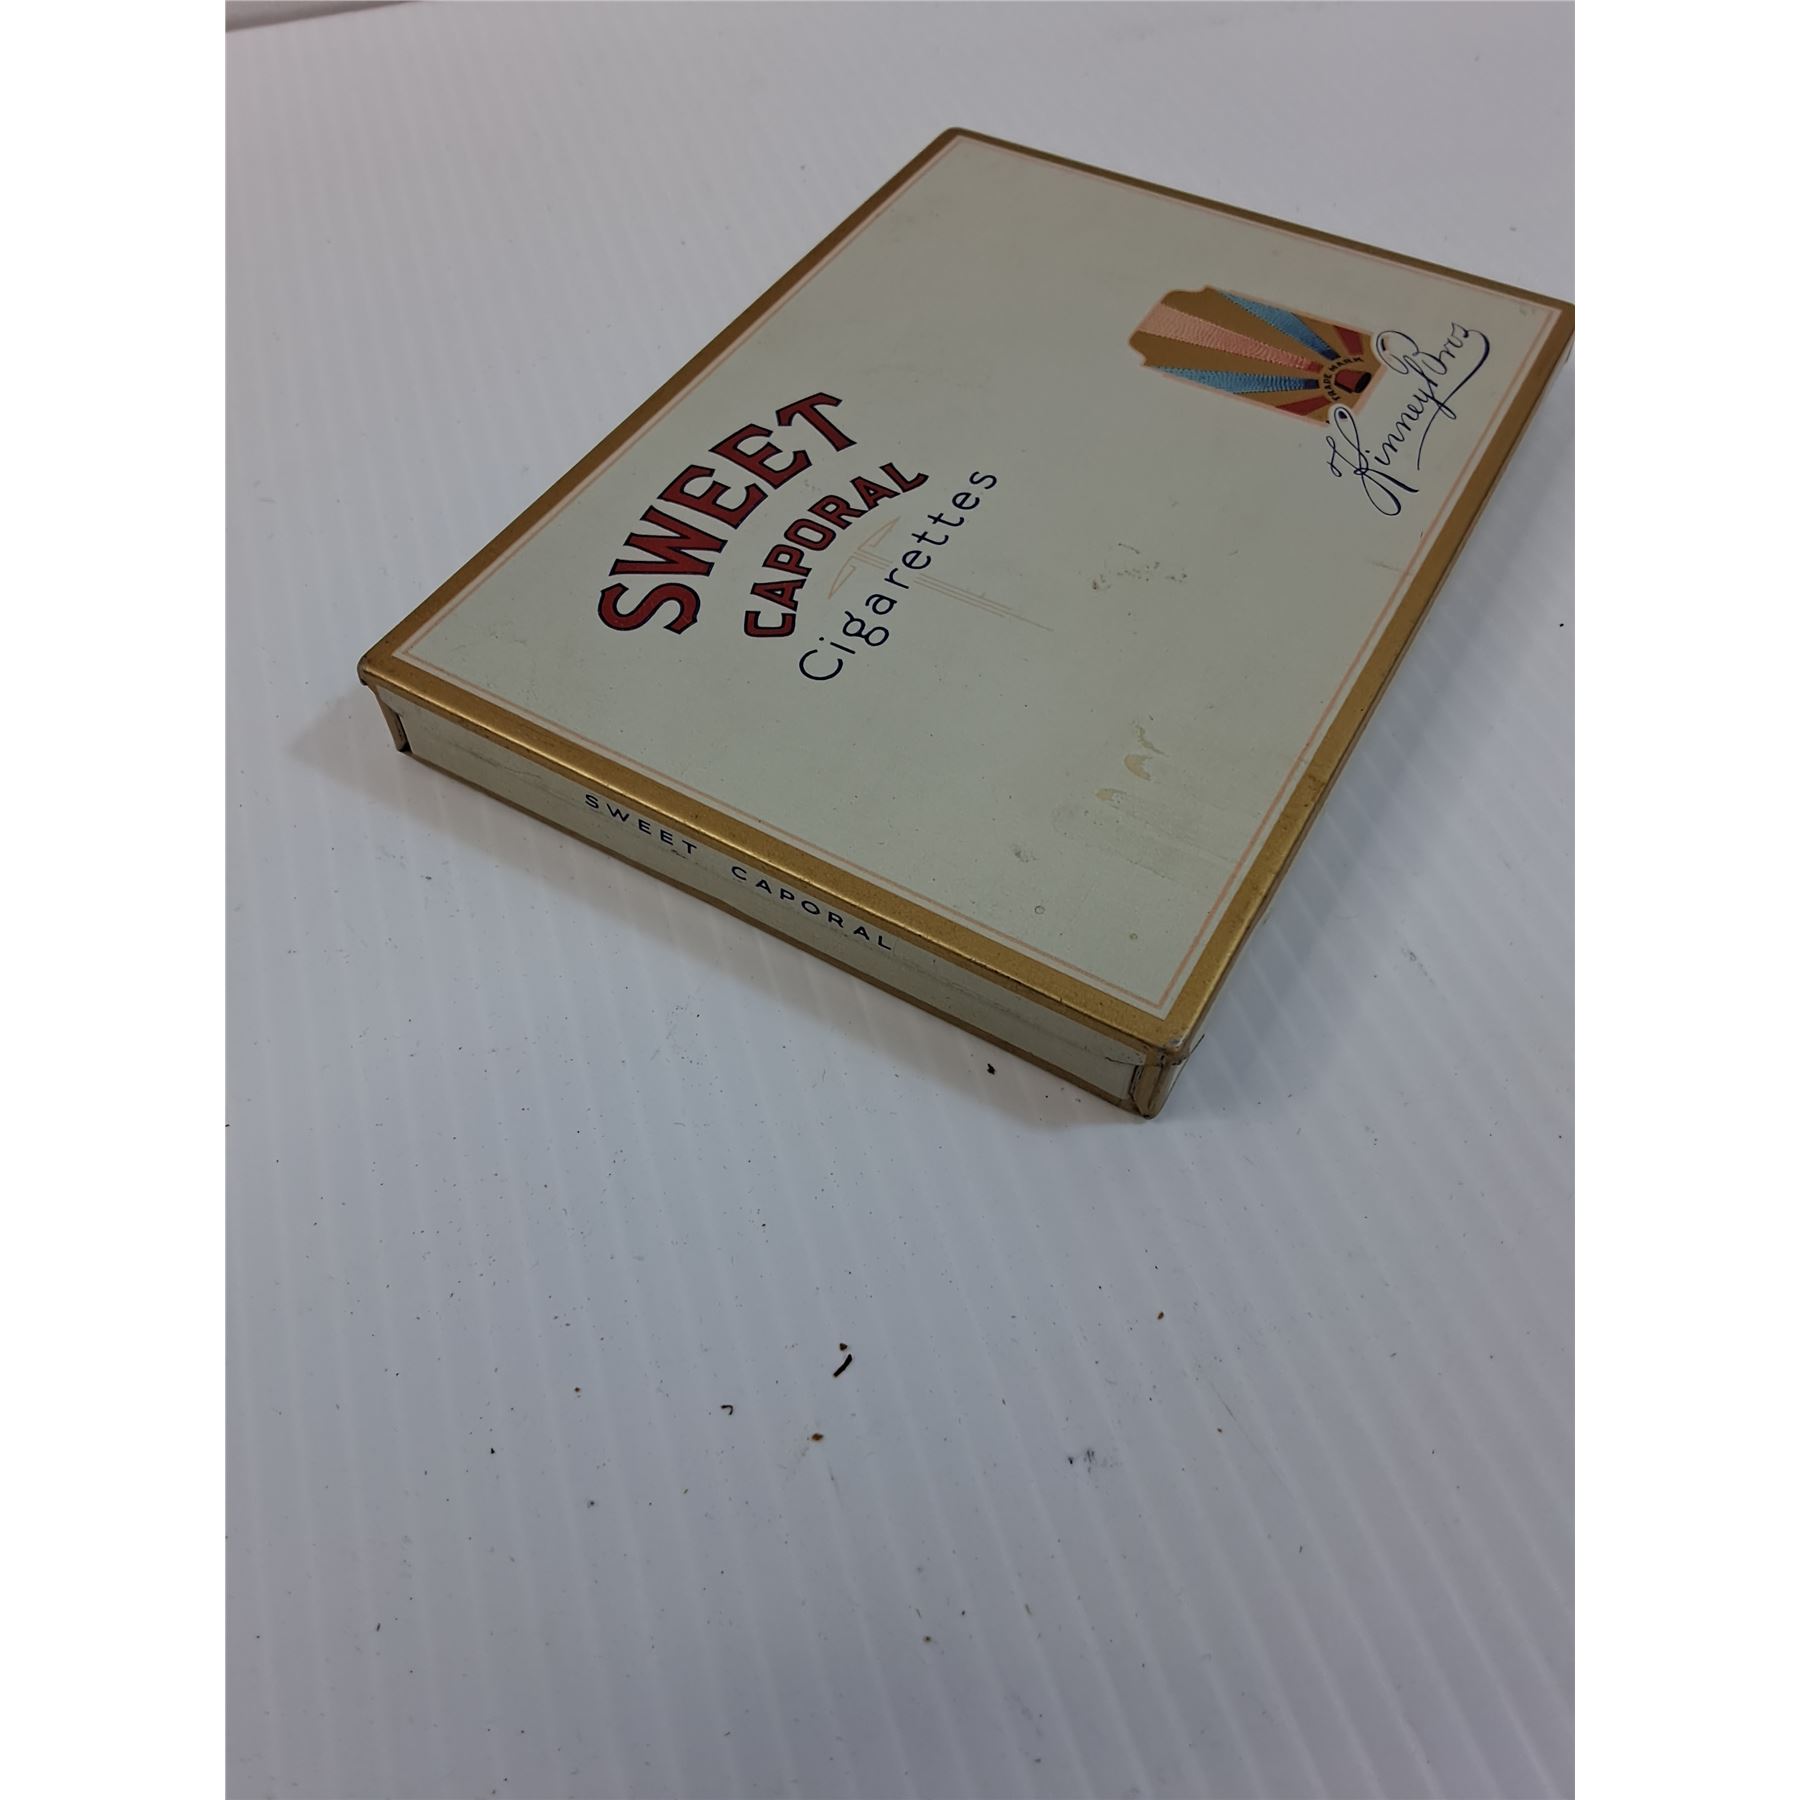 SWEET
CAPORAL
Cigarettes
TRADE MARK
Kinney Bros
SWEET CAPORAL